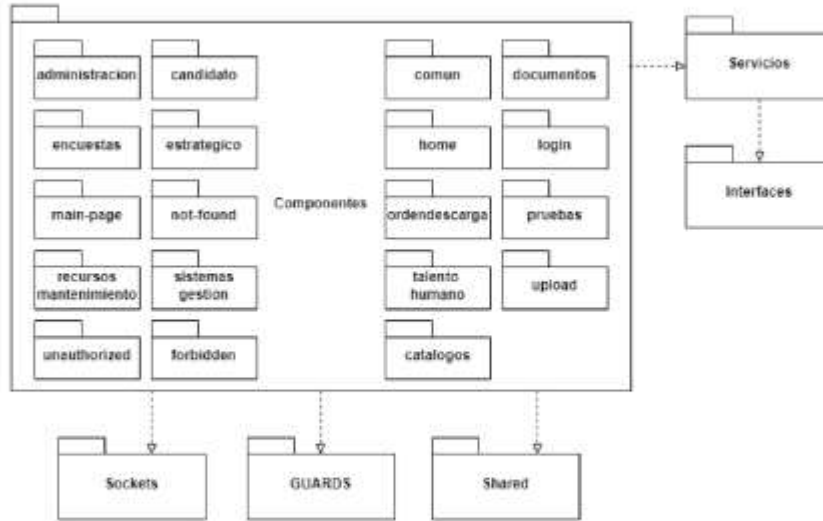 administracion
candidato
comun
documentos
Servicios
encuestas
estrategico
home
login
main-page
not-found
Componentes
ordendescarga
pruebas
Interfaces
recursos
mantenimiento
sistemas
gestion
talento
humano
upload
unauthorized
forbidden
catalogos
Sockets
GUARDS
Shared